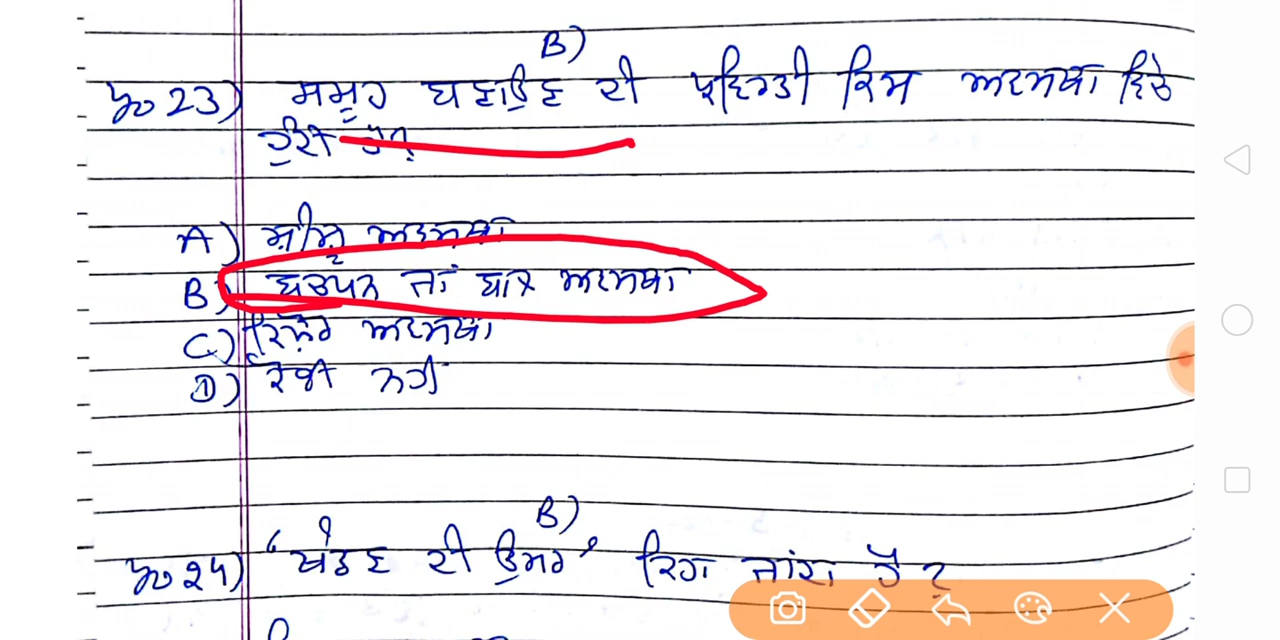 B)
ਪ੍ਰ 23) ਸਮੂਹ ਬਣਾਉਣ ਦੀ ਪ੍ਰਵਿਰਤੀ ਕਿਸ ਅਵਸਥਾ ਵਿੱਚ
ਹੁੰਦੀ ਹੈ?
A) ਸ਼ੀਸ਼ੂ ਅਵਸਥਾ
B) ਬਚਪਨ ਜਾਂ ਬਾਲ ਅਵਸਥਾ
C) ਕਿਸ਼ੋਰ ਅਵਸਥਾ
D) ਕੋਈ ਨਹੀਂ
B)
ਪ੍ਰ 24) 'ਖੇਡਣ ਦੀ ਉਮਰ' ਕਿਹਾ ਜਾਂਦਾ ਹੈ?